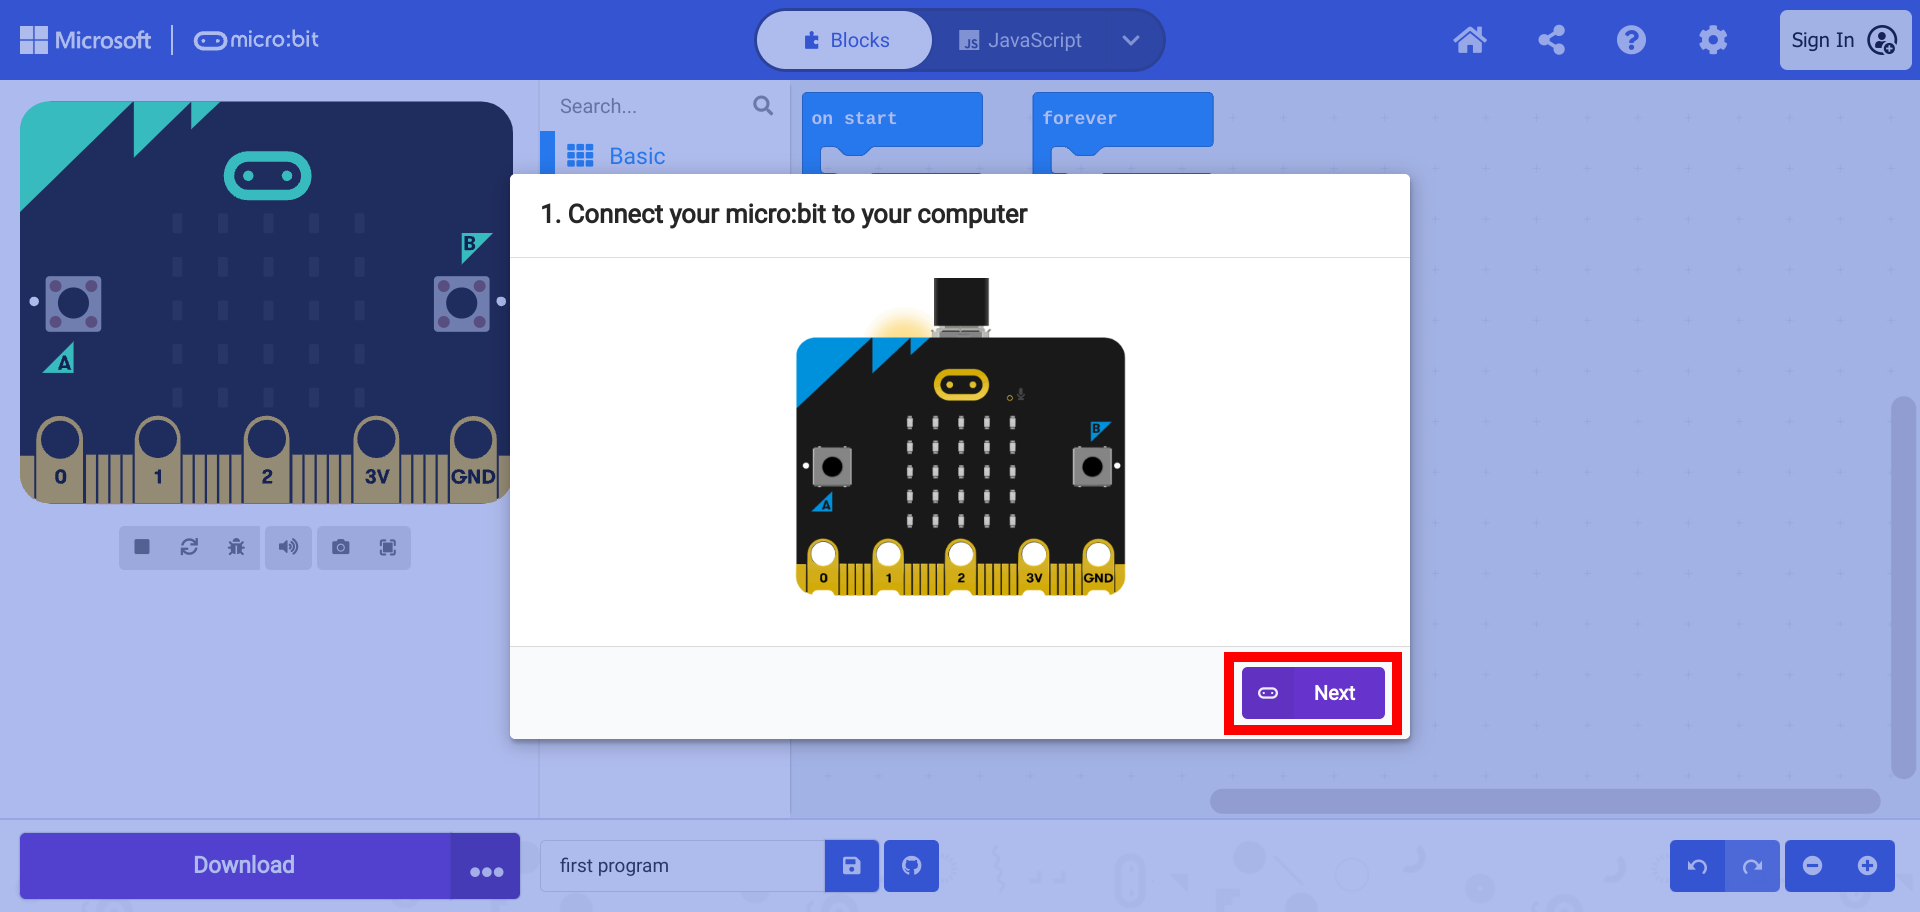 Microsoft | micro:bit
Blocks
JS JavaScript
Sign In
Search...
Basic
on start
forever
B
A
0 1 2 3V GND
1. Connect your micro:bit to your computer
B
A
0 1 2 3V GND
Next
Download
first program